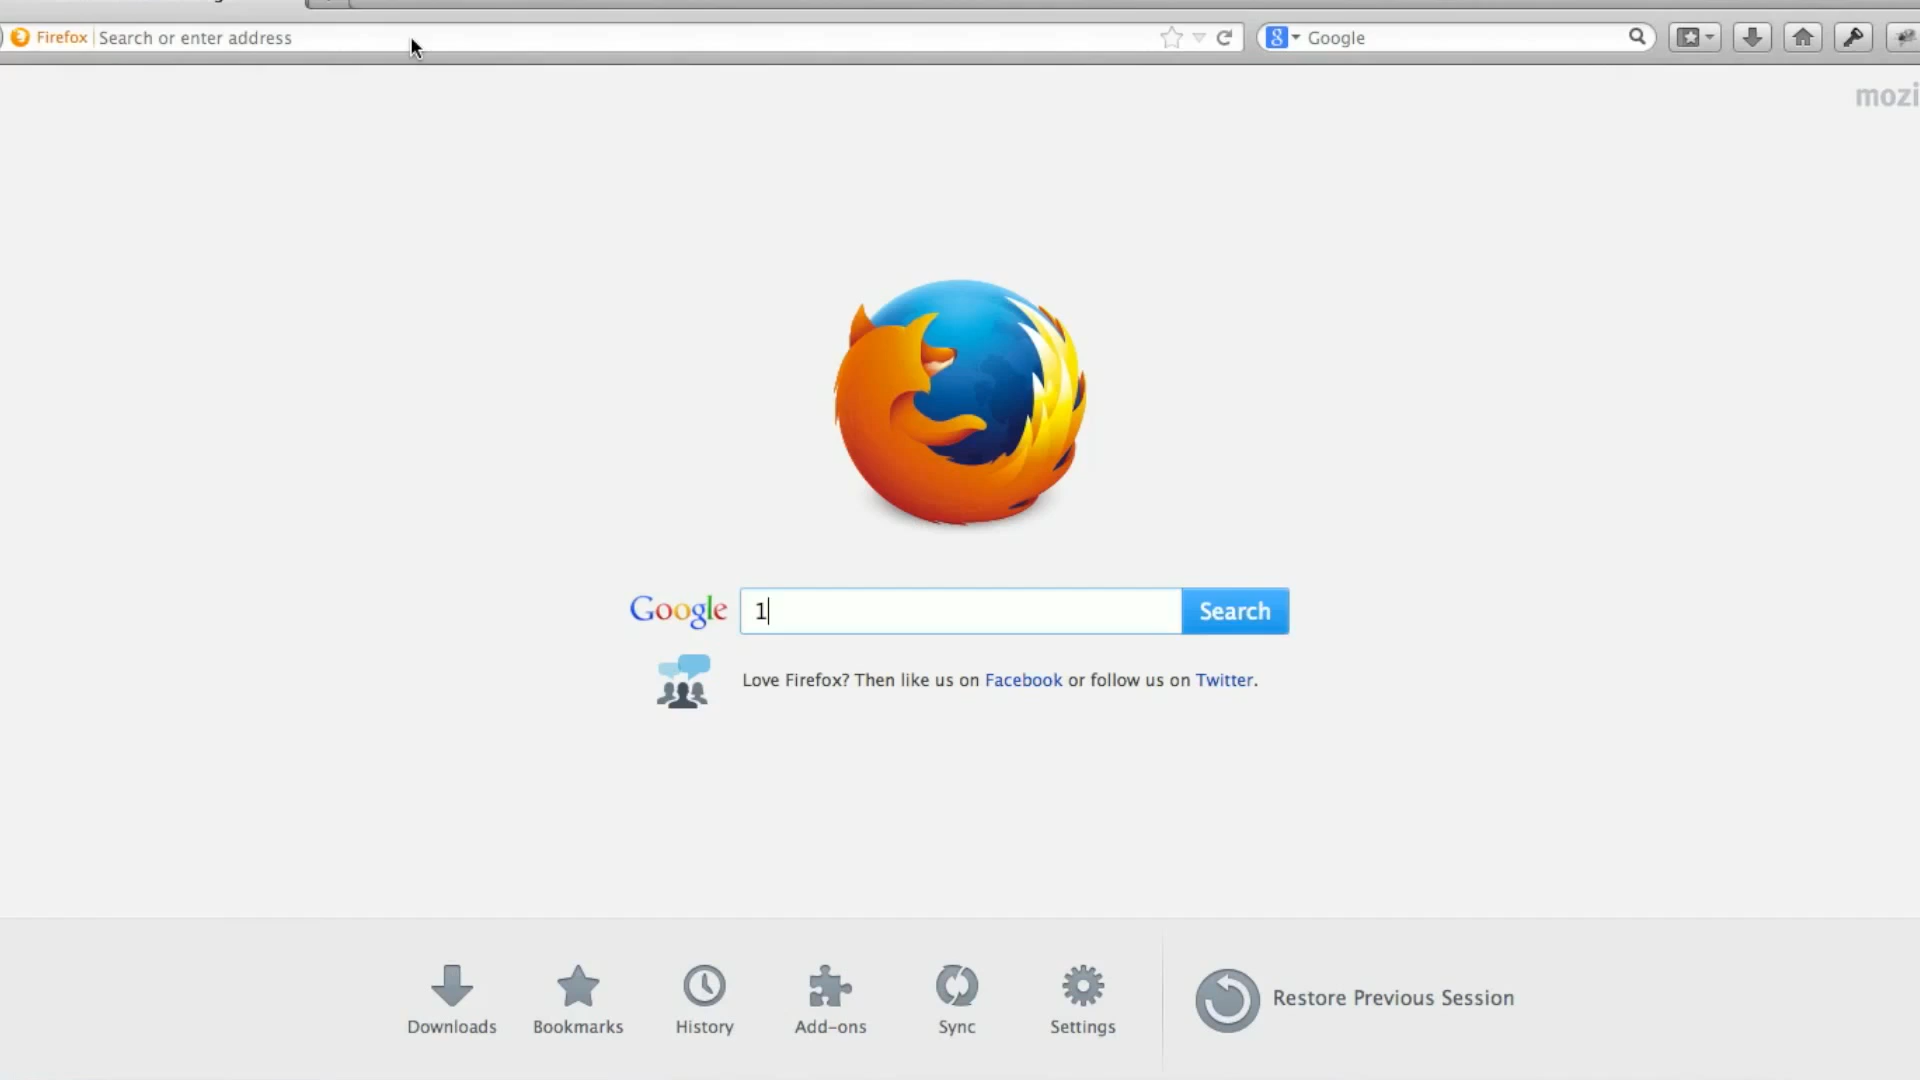 Firefox Search or enter address
8 Google
mozi
Google 1 Search
Love Firefox? Then like us on Facebook or follow us on Twitter.
Downloads Bookmarks History Add-ons Sync Settings Restore Previous Session